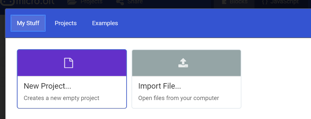 My Stuff Projects Examples
New Project... Import File...
Creates a new empty project Open files from your computer